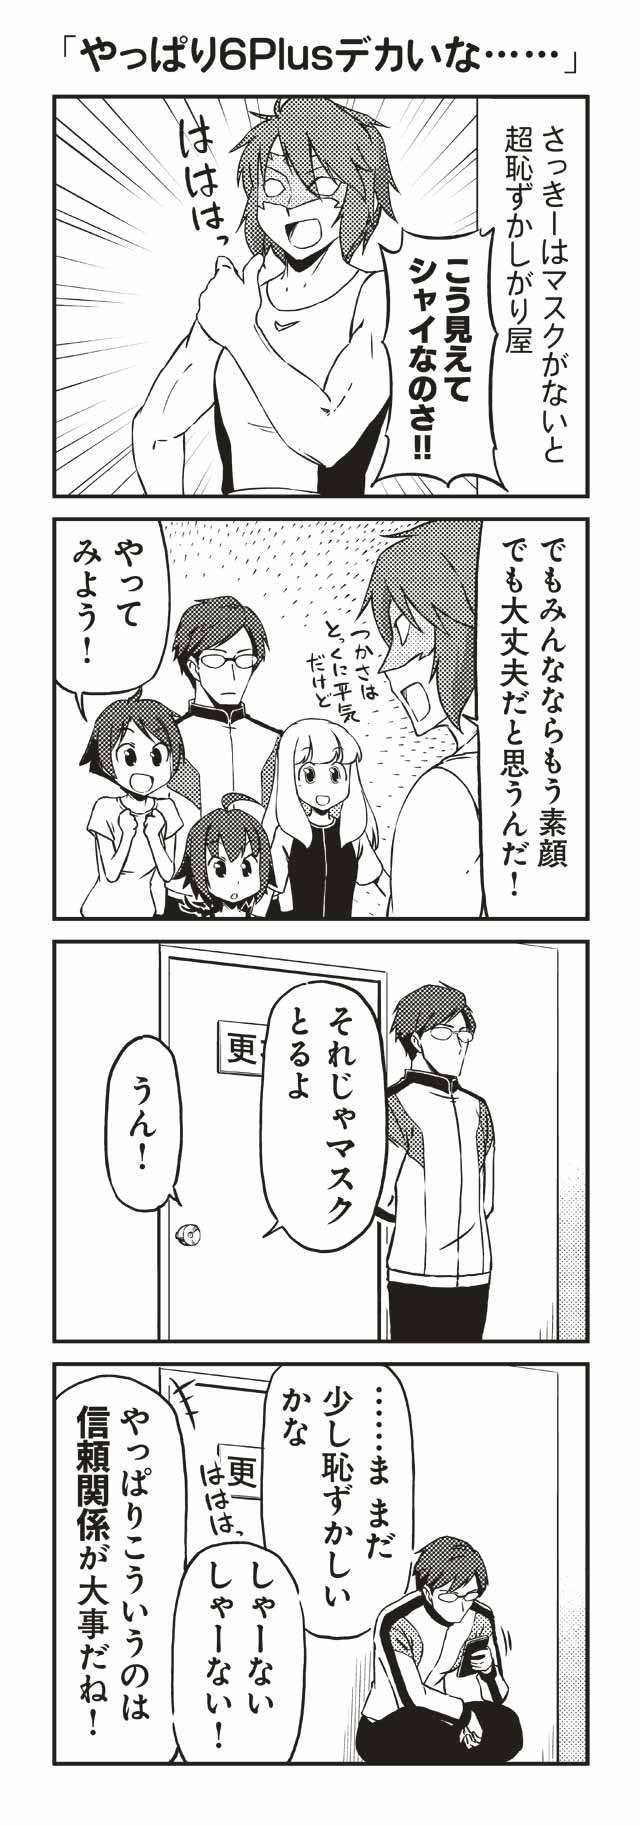 「やっぱり6Plusデカいな……」
さっきーはマスクがないと
超恥ずかしがり屋
こう見えて
シャイなのさ!!
はははっ
でもみんなならもう素顔
でも大丈夫だと思うんだ！
つかさは
とっくに平気
だけど
やって
みよう！
それじゃマスク
とるよ
更
うん！
……ま まだ
少し恥ずかしい
かな
更
はははっ
しゃーない
しゃーない！
やっぱりこういうのは
信頼関係が大事だね！